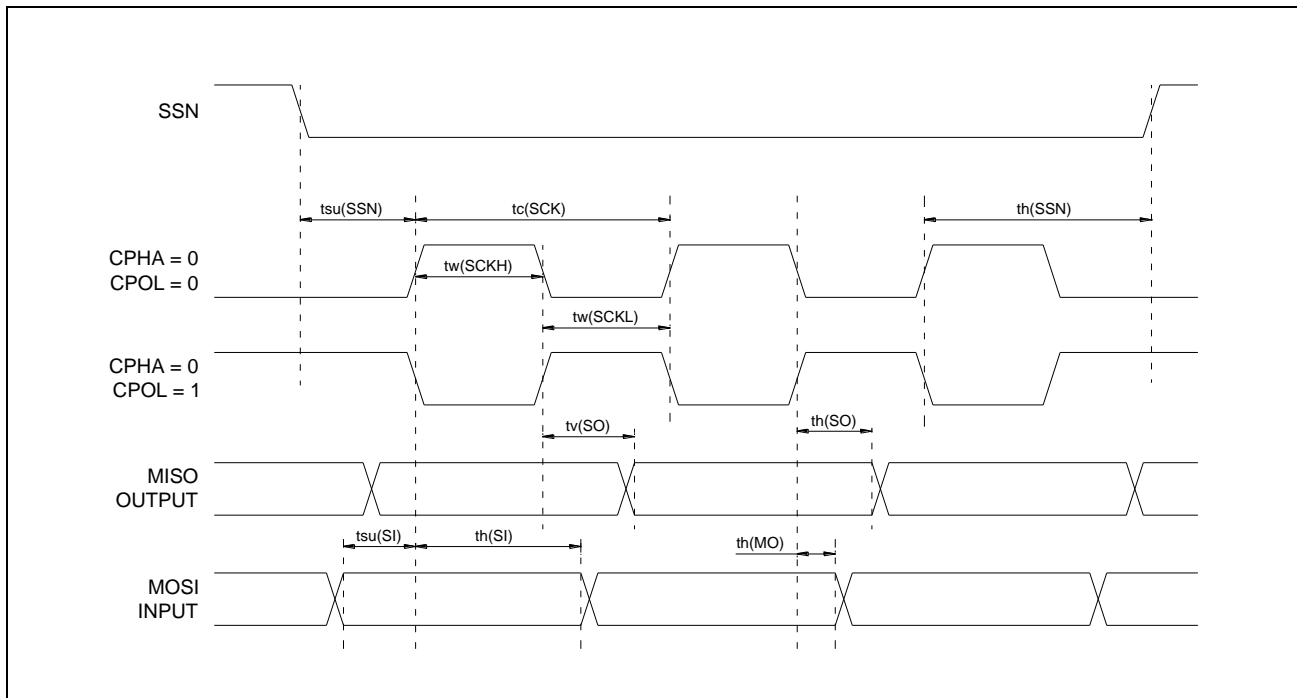 SSN
tsu(SSN)
tc(SCK)
th(SSN)
CPHA = 0
CPOL = 0
tw(SCKH)
tw(SCKL)
CPHA = 0
CPOL = 1
tv(SO)
th(SO)
MISO
OUTPUT
tsu(SI)
th(SI)
th(MO)
MOSI
INPUT